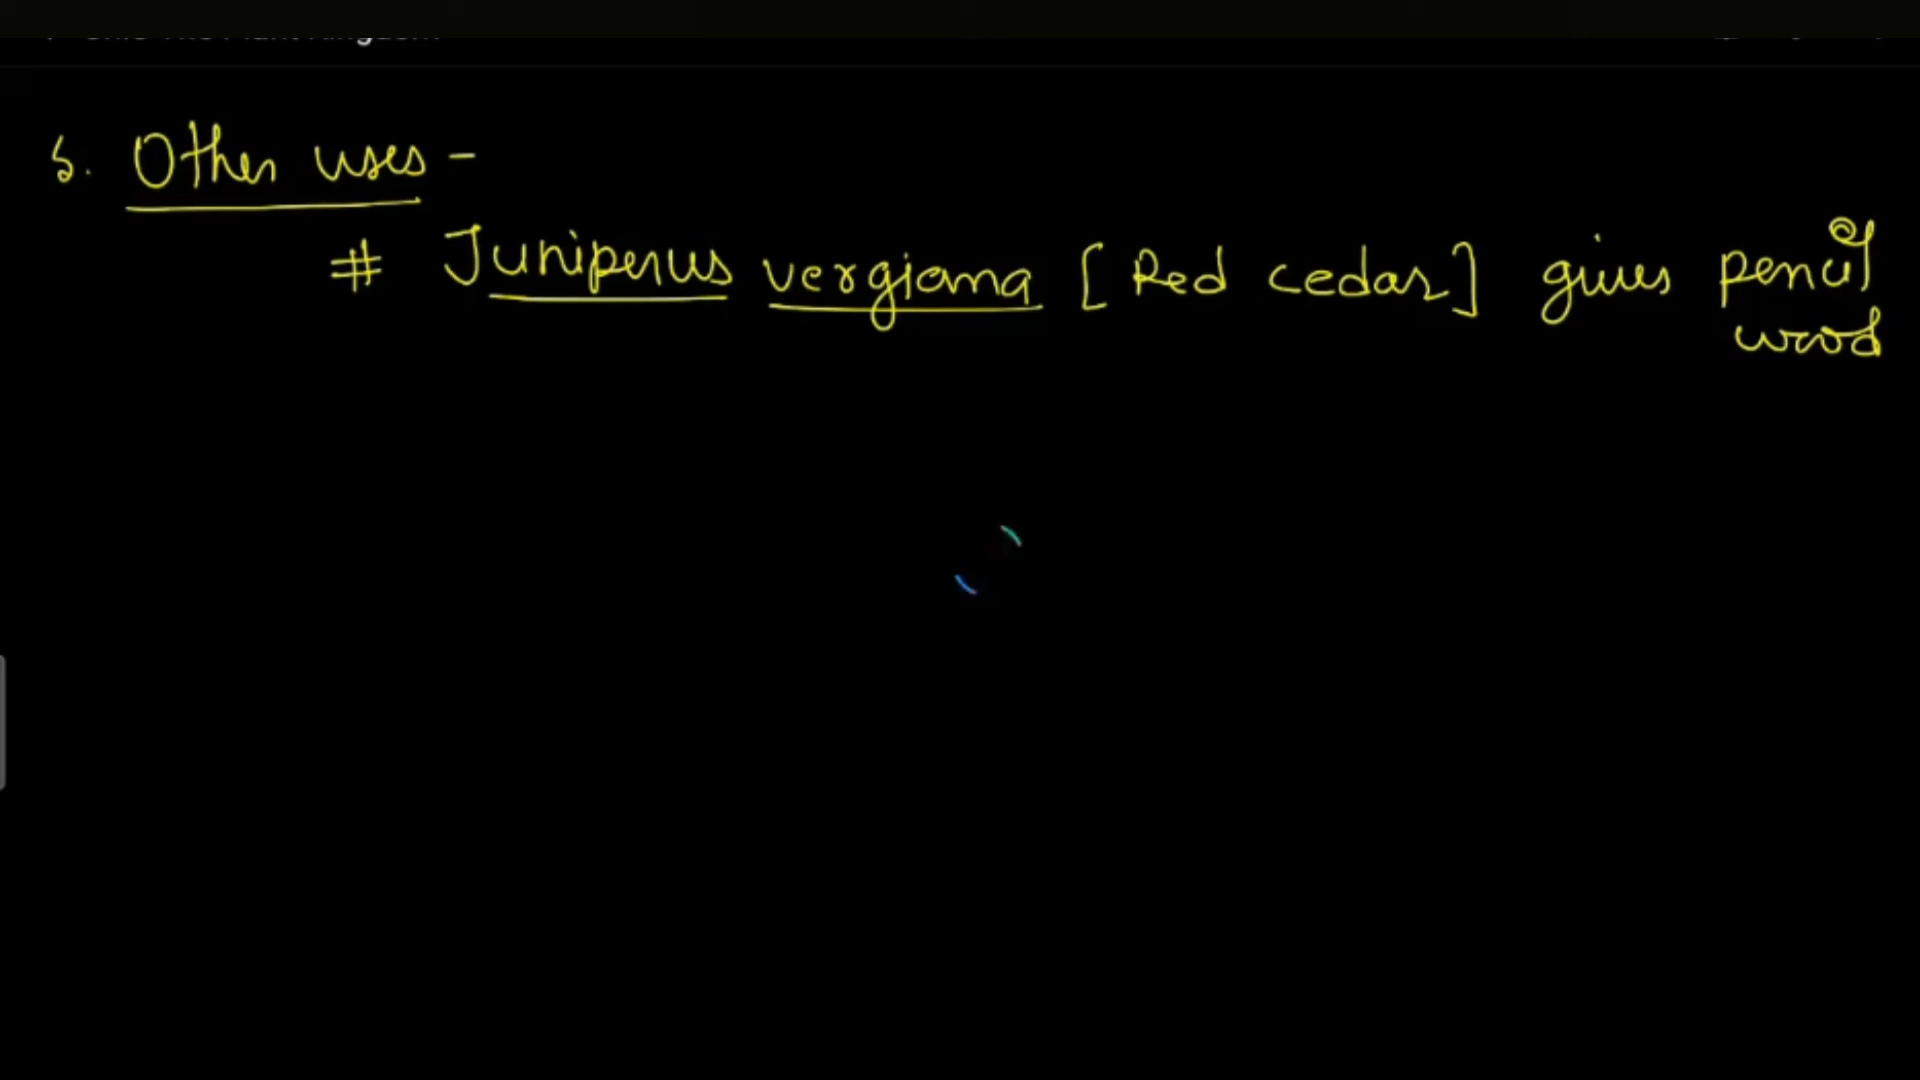 5. Other uses -
# Juniperus vergiana [Red cedar] gives pencil
wood